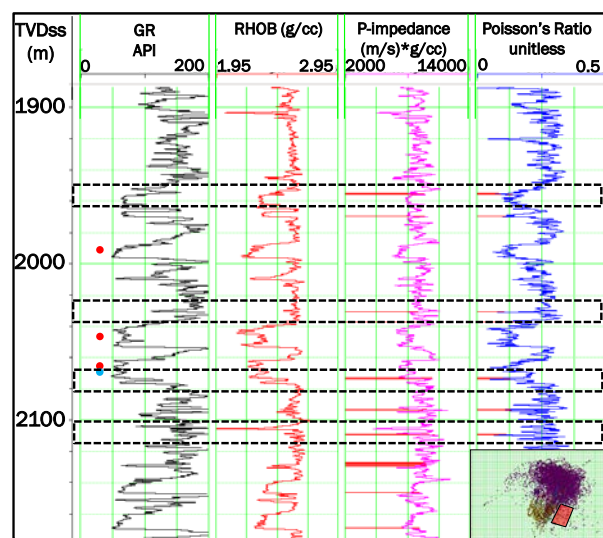 TVDss
(m)
GR
API
RHOB (g/cc)
P-impedance
(m/s)*g/cc)
Poisson's Ratio
unitless
0 200
1.95 2.95
2000 14000
0 0.5
1900
2000
2100